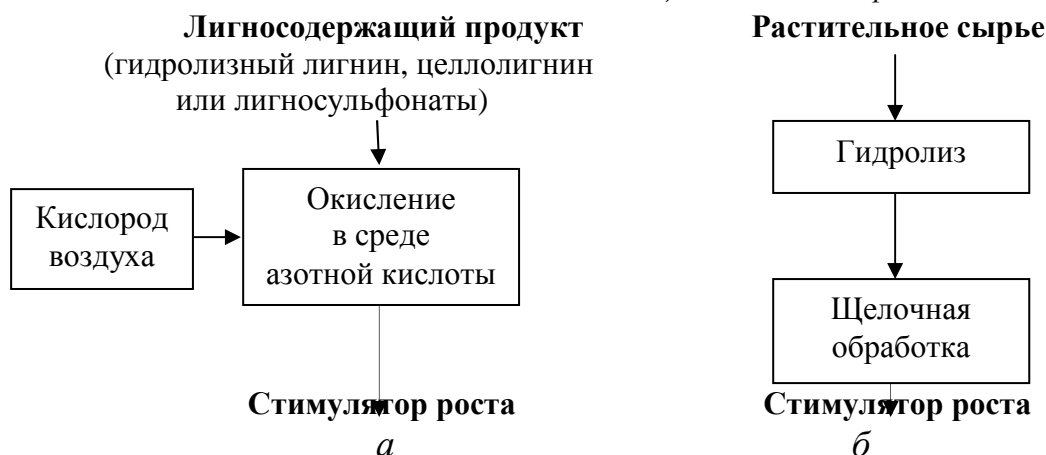 Лигносодержащий продукт
(гидролизный лигнин, целлолигнин
или лигносульфонаты)
Кислород
воздуха
Окисление
в среде
азотной кислоты
Стимулятор роста
а
Растительное сырье
Гидролиз
Щелочная
обработка
Стимулятор роста
б